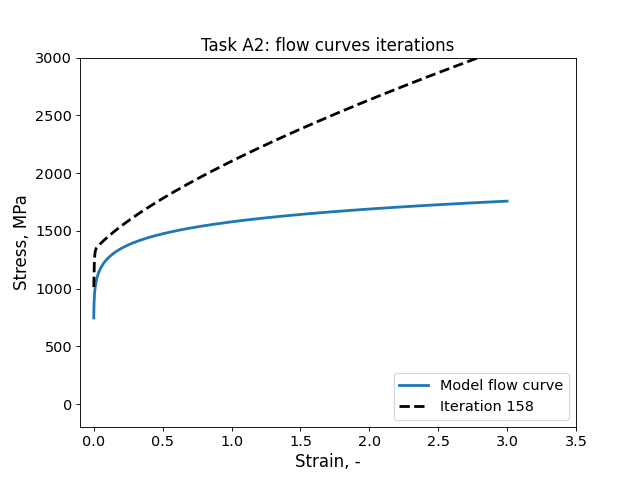 Task A2: flow curves iterations
3000
2500
2000
1500
1000
500
0
Stress, MPa
0.0 0.5 1.0 1.5 2.0 2.5 3.0 3.5
Strain, -
Model flow curve
Iteration 158